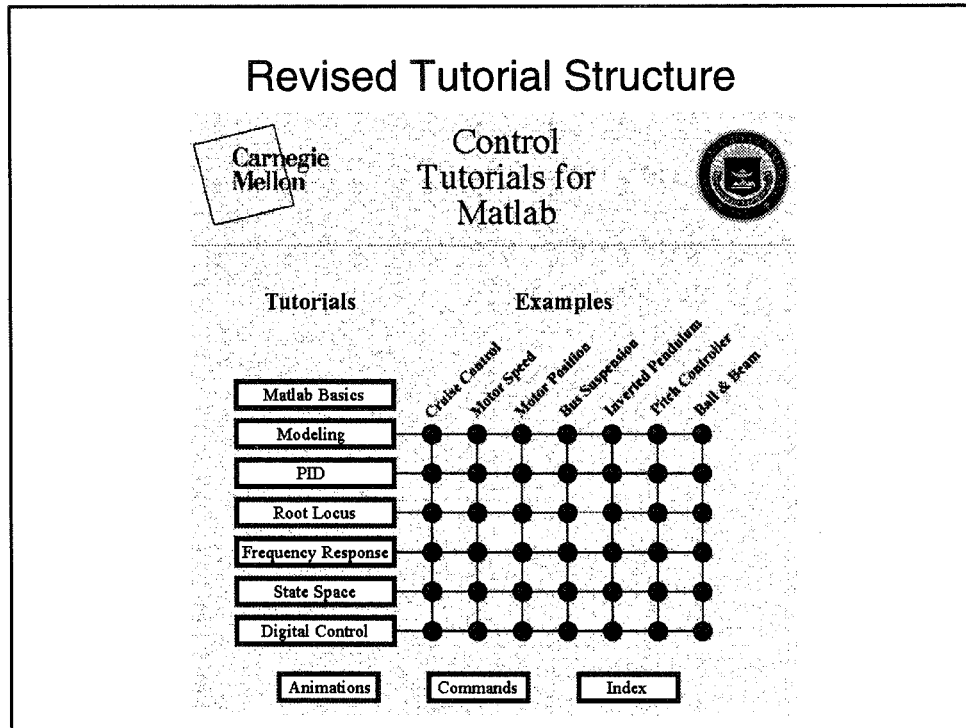 Revised Tutorial Structure
Carnegie
Mellon
Control
Tutorials for
Matlab
Tutorials
Examples
Cruise Control
Motor Speed
Motor Position
Bus Suspension
Inverted Pendulum
Pitch Controller
Ball & Beam
Matlab Basics
Modeling
PID
Root Locus
Frequency Response
State Space
Digital Control
Animations
Commands
Index